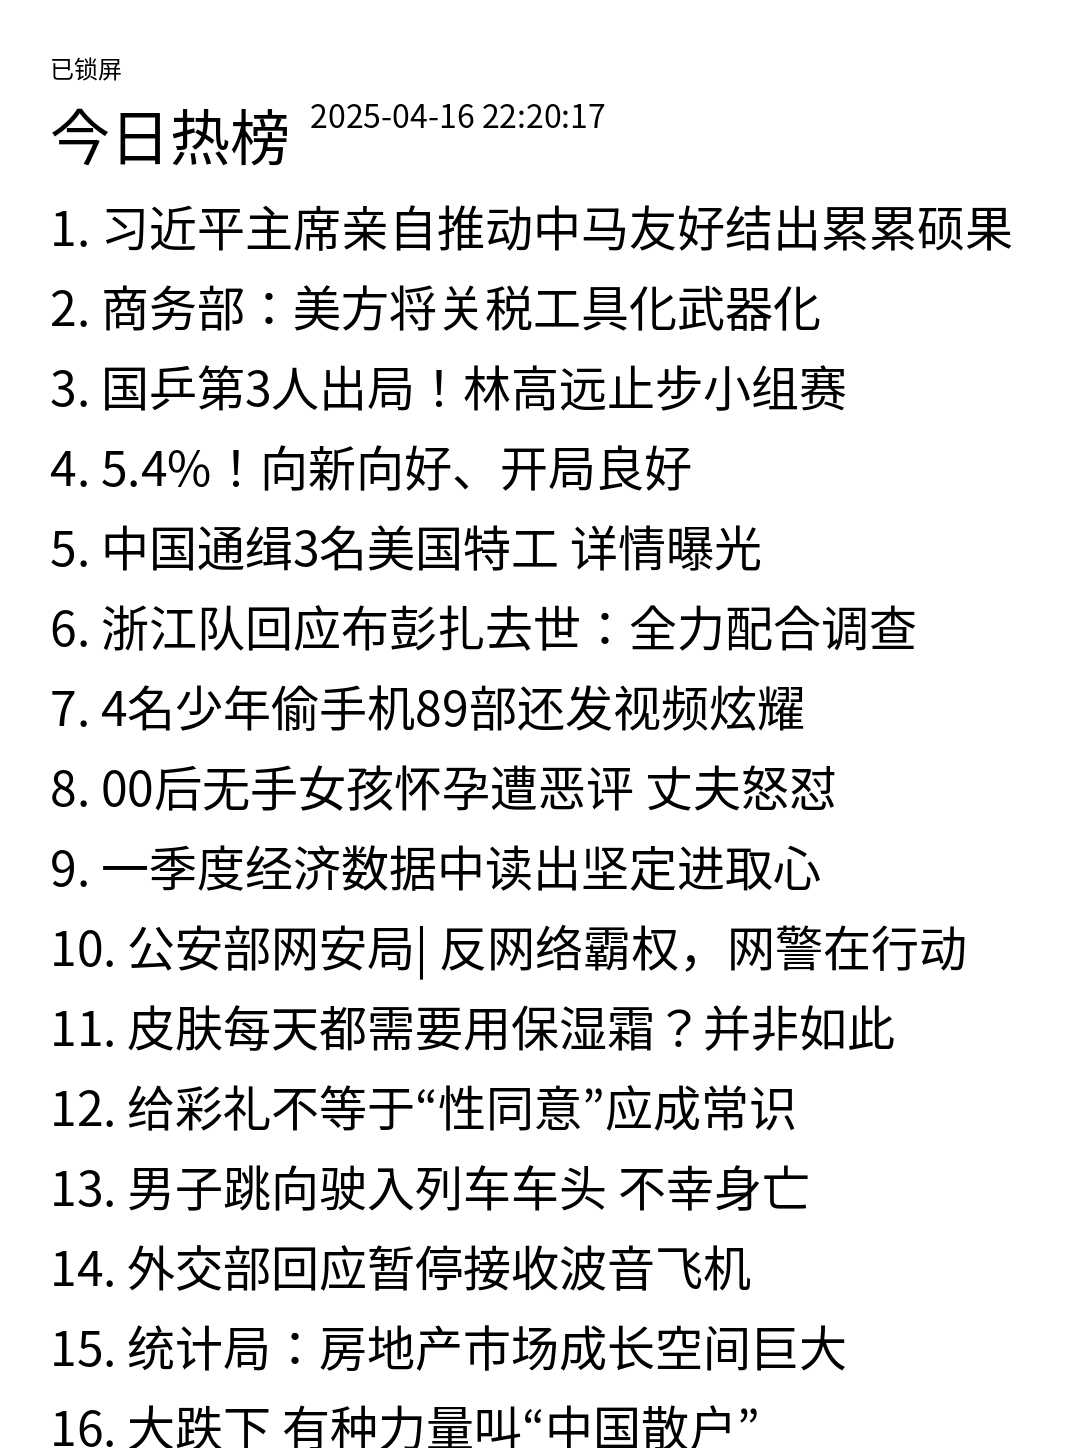 已锁屏
今日热榜 2025-04-16 22:20:17
1. 习近平主席亲自推动中马友好结出累累硕果
2. 商务部：美方将关税工具化武器化
3. 国乒第3人出局！林高远止步小组赛
4. 5.4%！向新向好、开局良好
5. 中国通缉3名美国特工 详情曝光
6. 浙江队回应布彭扎去世：全力配合调查
7. 4名少年偷手机89部还发视频炫耀
8. 00后无手女孩怀孕遭恶评 丈夫怒怼
9. 一季度经济数据中读出坚定进取心
10. 公安部网安局| 反网络霸权，网警在行动
11. 皮肤每天都需要用保湿霜？并非如此
12. 给彩礼不等于“性同意”应成常识
13. 男子跳向驶入列车车头 不幸身亡
14. 外交部回应暂停接收波音飞机
15. 统计局：房地产市场成长空间巨大
16. 大跌下 有种力量叫“中国散户”